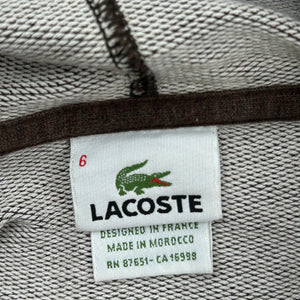 6
LACOSTE
DESIGNED IN FRANCE
MADE IN MOROCCO
RN 87651 - CA 16998